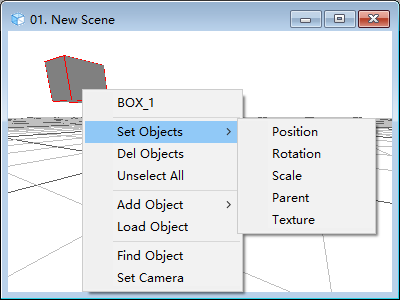 01. New Scene
BOX_1
Set Objects
Del Objects
Unselect All
Add Object
Load Object
Find Object
Set Camera
Position
Rotation
Scale
Parent
Texture